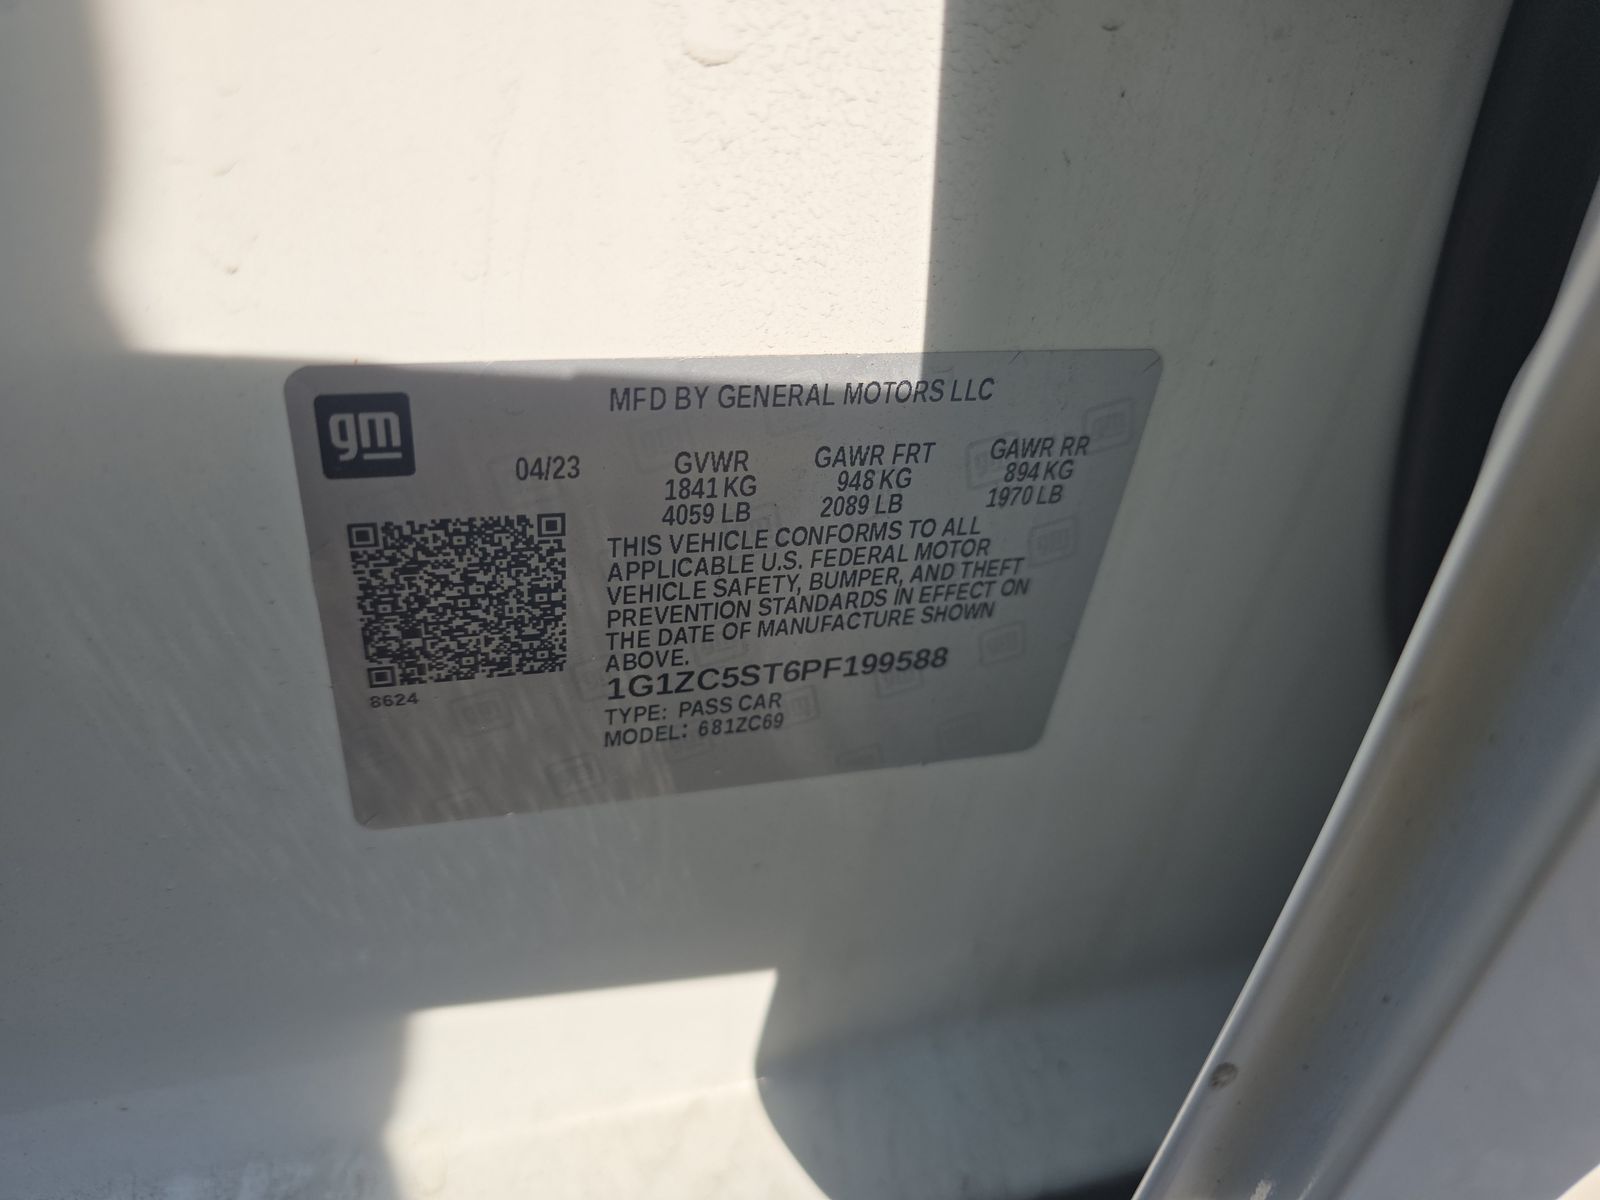 gm
MFD BY GENERAL MOTORS LLC
04/23 GVWR GAWR FRT GAWR RR
1841 KG 948 KG 894 KG
4059 LB 2089 LB 1970 LB
THIS VEHICLE CONFORMS TO ALL
APPLICABLE U.S. FEDERAL MOTOR
VEHICLE SAFETY, BUMPER, AND THEFT
PREVENTION STANDARDS IN EFFECT ON
THE DATE OF MANUFACTURE SHOWN
ABOVE.
1G1ZC5ST6PF199588
8624
TYPE: PASS CAR
MODEL: 681ZC69